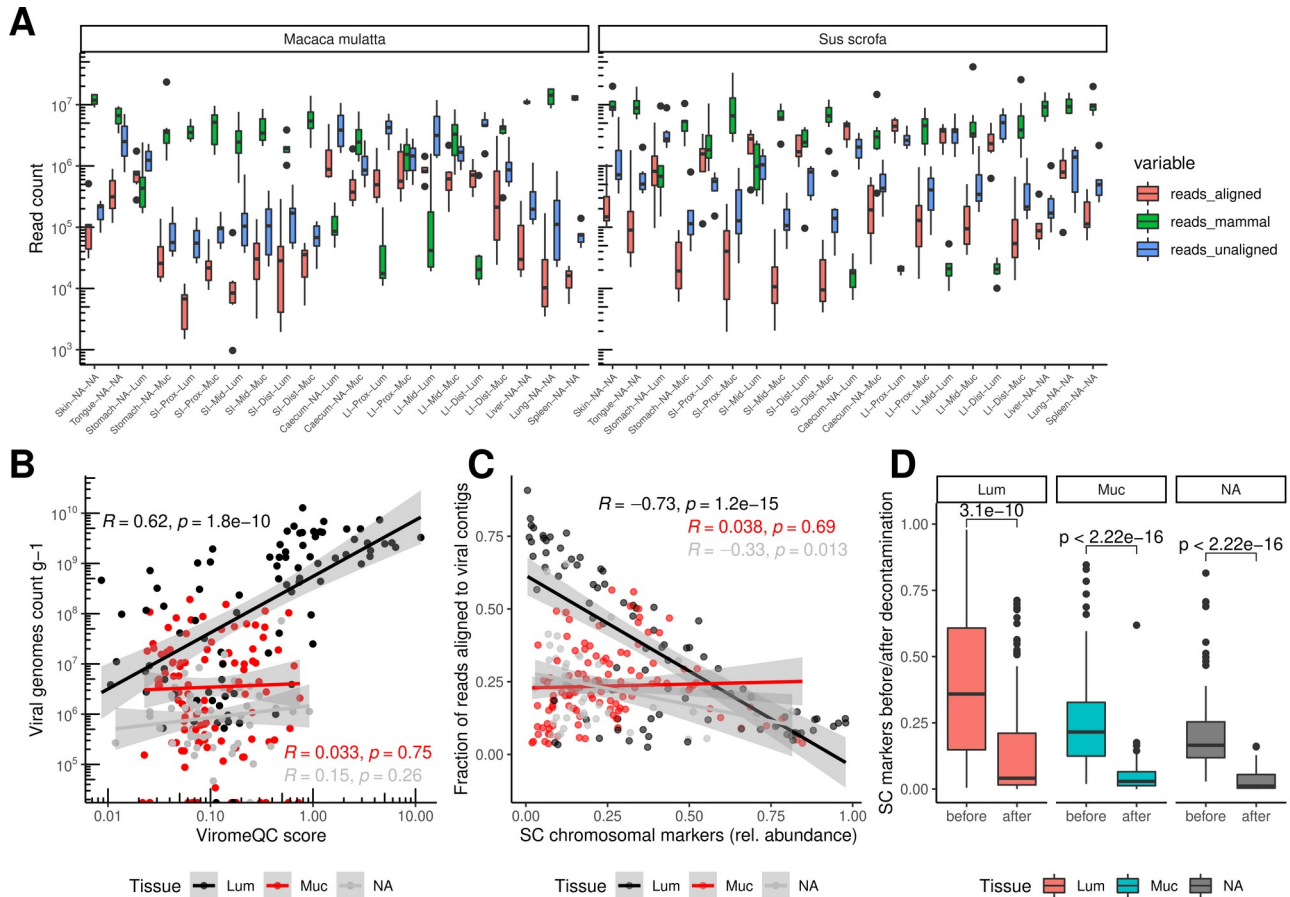 A
Macaca mulatta
Sus scrofa
Read count
10^7
10^6
10^5
10^4
10^3
Skin−NA−NA
Tongue−NA−NA
Stomach−NA−Lum
Stomach−NA−Muc
SI−Prox−Lum
SI−Prox−Muc
SI−Mid−Lum
SI−Mid−Muc
SI−Dist−Lum
SI−Dist−Muc
Caecum−NA−Lum
Caecum−NA−Muc
LI−Prox−Lum
LI−Prox−Muc
LI−Mid−Lum
LI−Mid−Muc
LI−Dist−Lum
LI−Dist−Muc
Liver−NA−NA
Lung−NA−NA
Spleen−NA−NA
Skin−NA−NA
Tongue−NA−NA
Stomach−NA−Lum
Stomach−NA−Muc
SI−Prox−Lum
SI−Prox−Muc
SI−Mid−Lum
SI−Mid−Muc
SI−Dist−Lum
SI−Dist−Muc
Caecum−NA−Lum
Caecum−NA−Muc
LI−Prox−Lum
LI−Prox−Muc
LI−Mid−Lum
LI−Mid−Muc
LI−Dist−Lum
LI−Dist−Muc
Liver−NA−NA
Lung−NA−NA
Spleen−NA−NA
variable
reads_aligned
reads_mammal
reads_unaligned
B
Viral genomes count g−1
10^10
10^9
10^8
10^7
10^6
10^5
R = 0.62, p = 1.8e−10
R = 0.033, p = 0.75
R = 0.15, p = 0.26
0.01 0.10 1.00 10.00
ViromeQC score
Tissue Lum Muc NA
C
Fraction of reads aligned to viral contigs
0.75
0.50
0.25
0.00
R = −0.73, p = 1.2e−15
R = 0.038, p = 0.69
R = −0.33, p = 0.013
0.00 0.25 0.50 0.75 1.00
SC chromosomal markers (rel. abundance)
Tissue Lum Muc NA
D
SC markers before/after decontamination
Lum Muc NA
1.00
0.75
0.50
0.25
0.00
3.1e−10
p < 2.22e−16
p < 2.22e−16
before after before after before after
Tissue Lum Muc NA